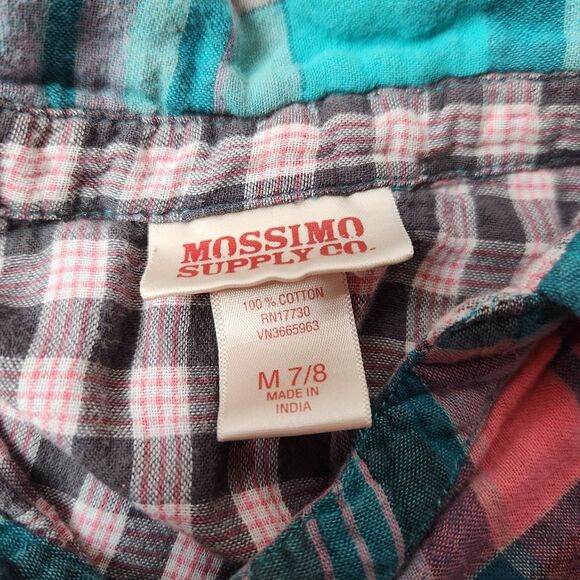 MOSSIMO
SUPPLY CO.
100% COTTON
RN17730
VN3665963
M 7/8
MADE IN
INDIA